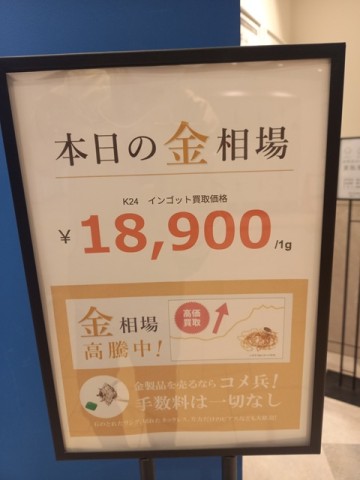 本日の金相場
K24 インゴット買取価格
¥18,900/1g
金相場
高騰中!
高価
買取
金製品を売るならコメ兵!
手数料は一切なし